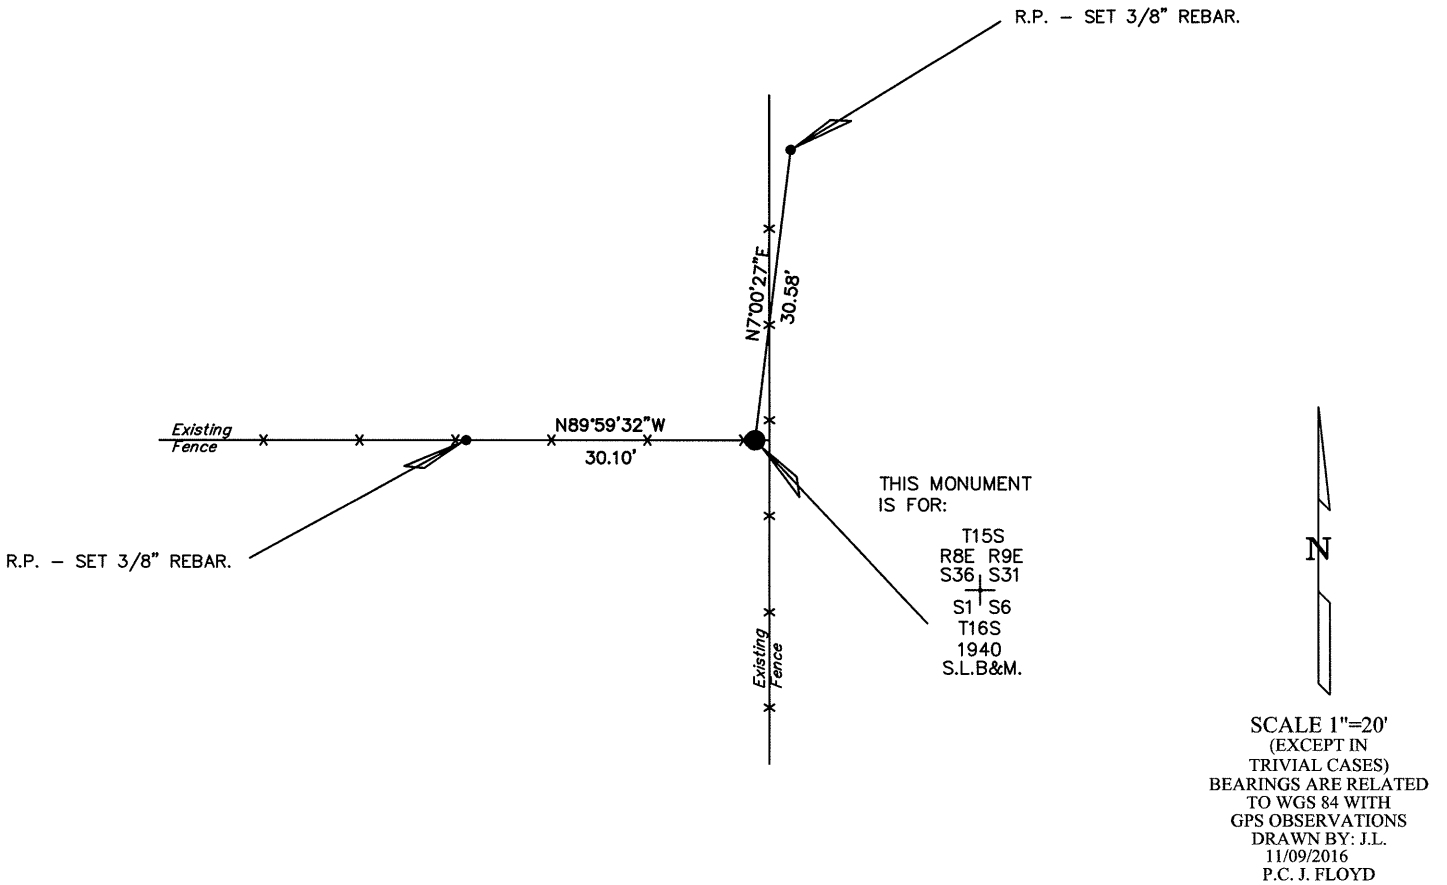 R.P. – SET 3/8" REBAR.
N7°00'27"E
30.58'
Existing
Fence
N89°59'32"W
30.10'
R.P. – SET 3/8" REBAR.
THIS MONUMENT
IS FOR:
T15S
R8E R9E
S36 S31
S1 S6
T16S
1940
S.L.B&M.
Existing
Fence
N
SCALE 1"=20'
(EXCEPT IN
TRIVIAL CASES)
BEARINGS ARE RELATED
TO WGS 84 WITH
GPS OBSERVATIONS
DRAWN BY: J.L.
11/09/2016
P.C. J. FLOYD